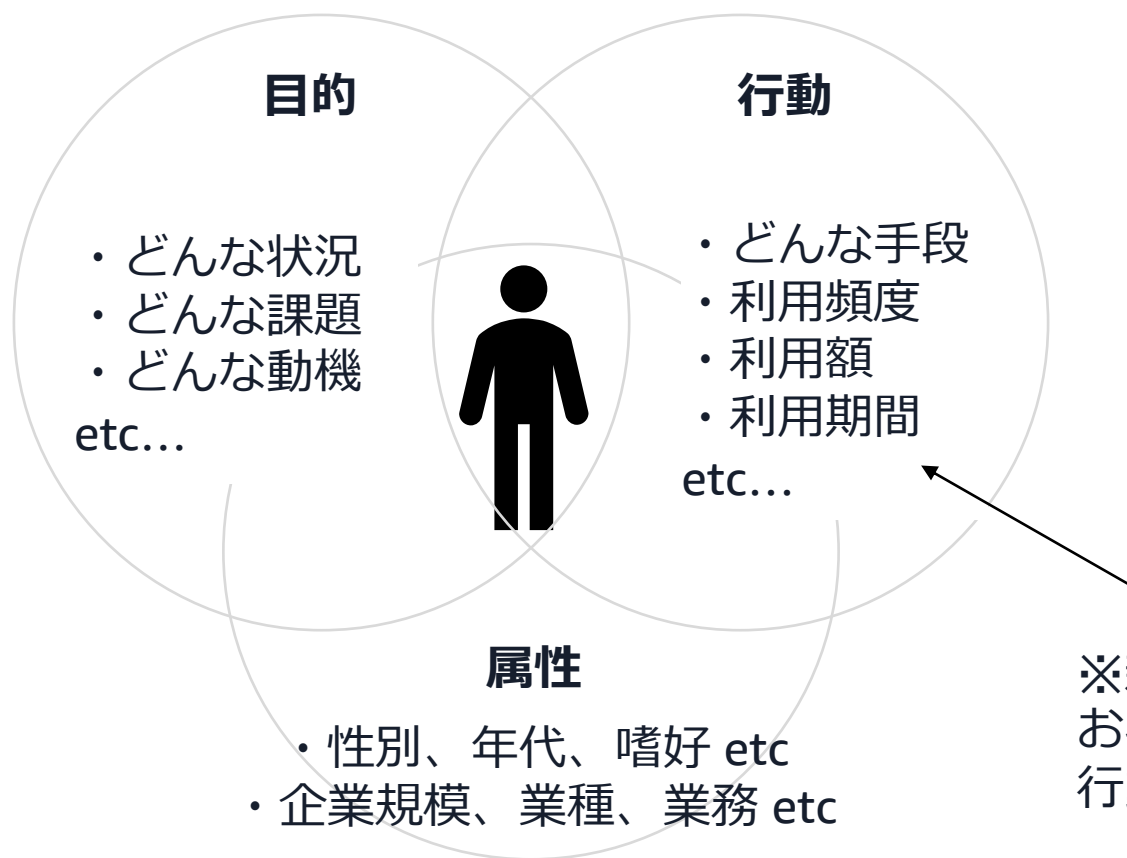 目的
・どんな状況
・どんな課題
・どんな動機
etc…
行動
・どんな手段
・利用頻度
・利用額
・利用期間
etc…
属性
・性別、年代、嗜好 etc
・企業規模、業種、業務 etc
※
お
行